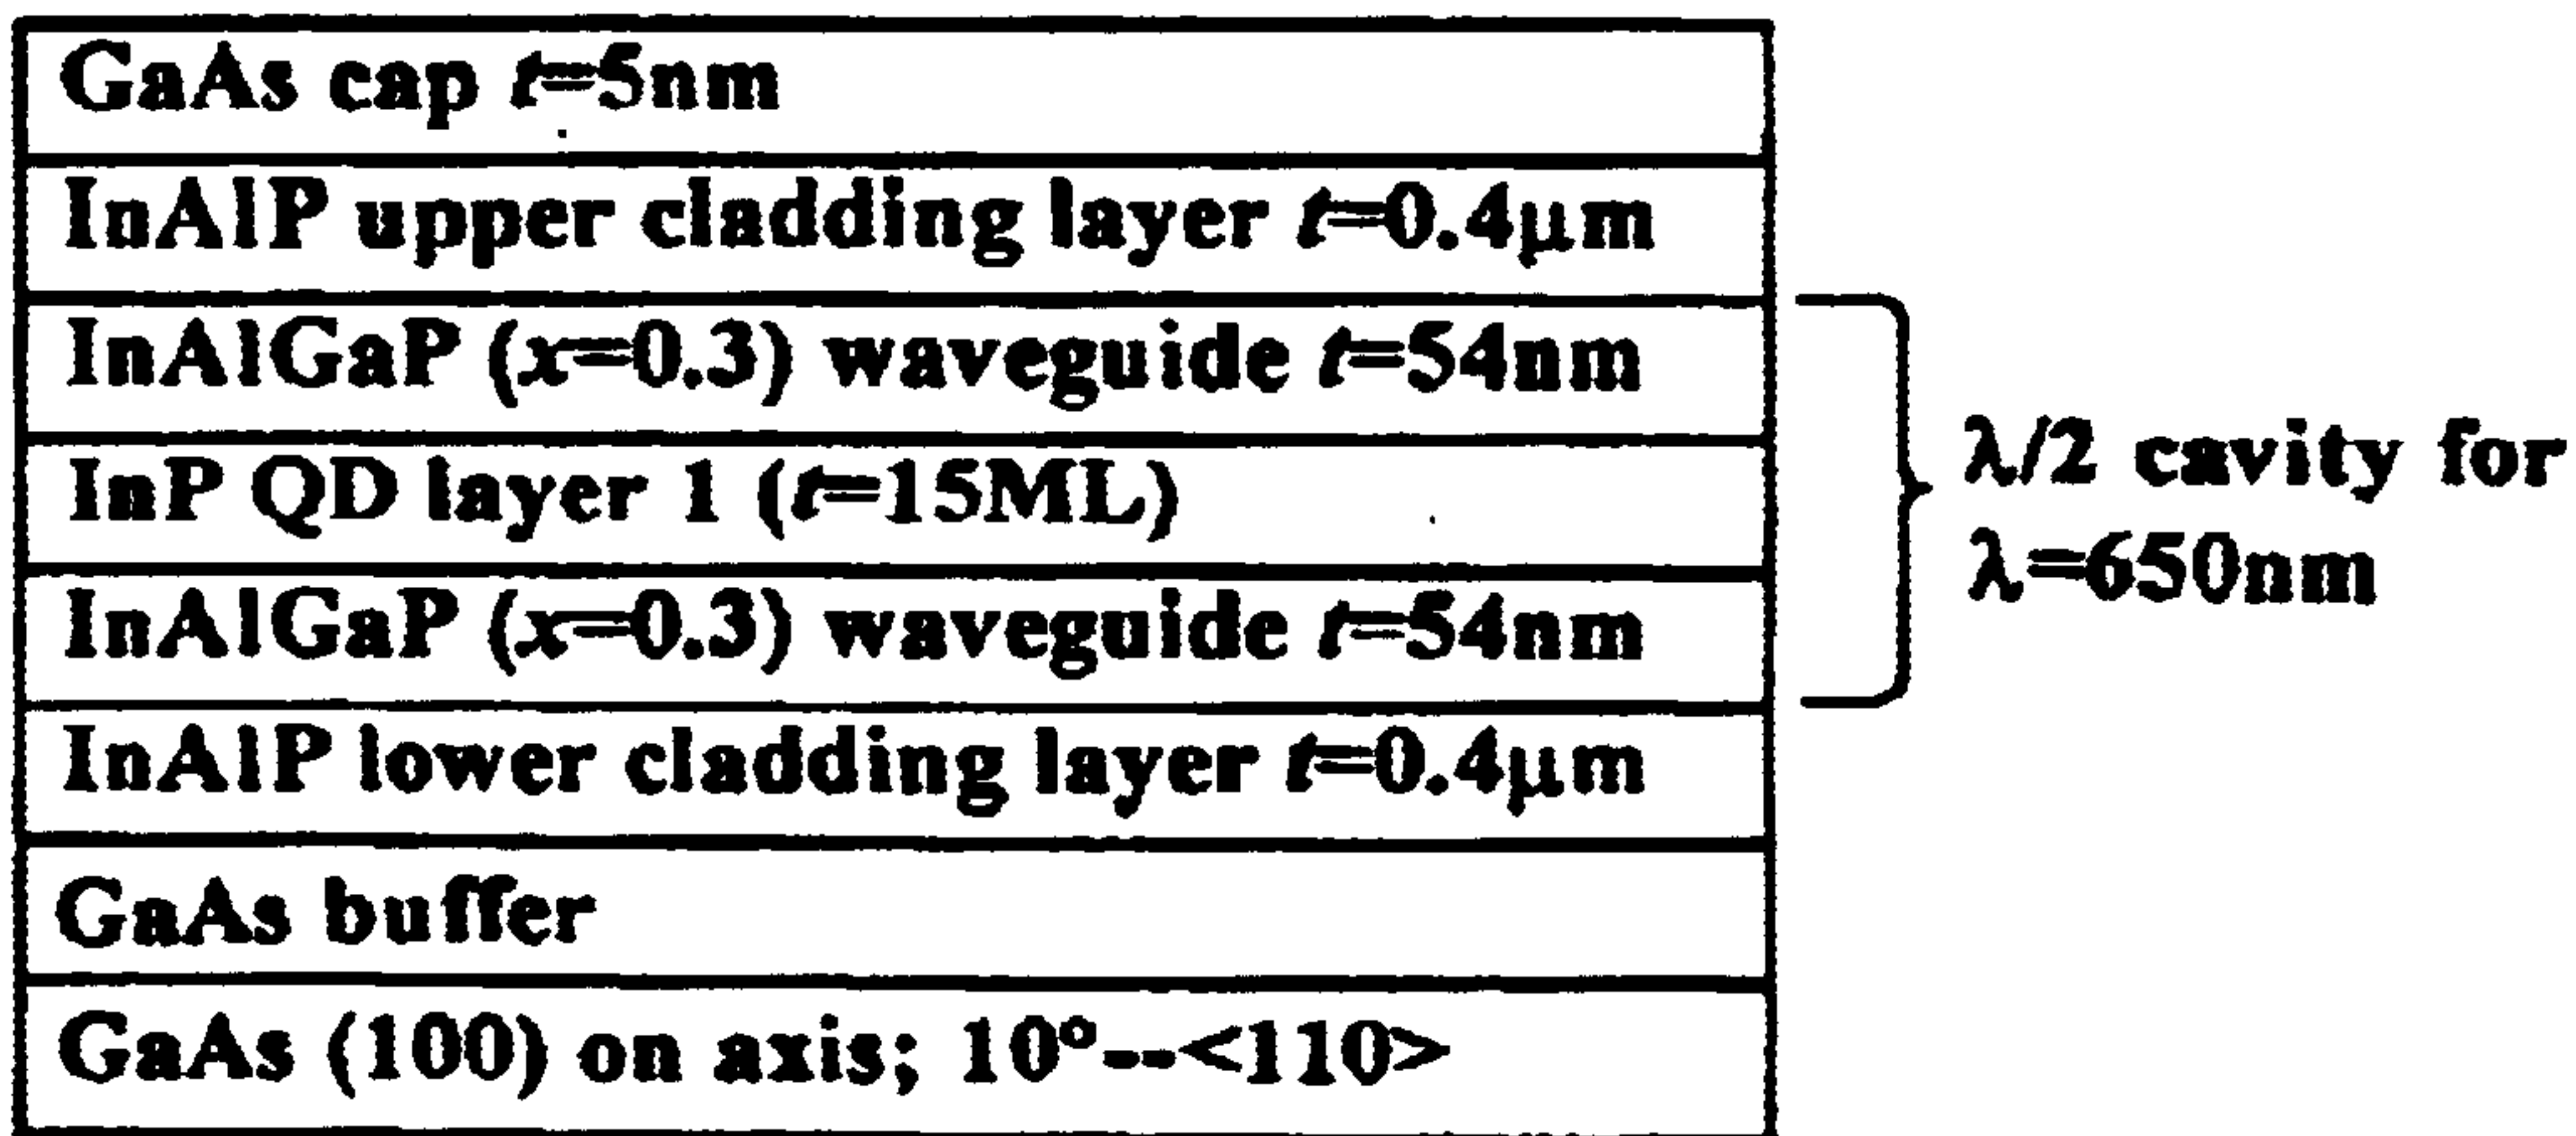 GaAs cap t=5nm
InAlP upper cladding layer t=0.4μm
InAlGaP (x=0.3) waveguide t=54nm
InP QD layer 1 (t=15ML)
InAlGaP (x=0.3) waveguide t=54nm
InAlP lower cladding layer t=0.4μm
GaAs buffer
GaAs (100) on axis; 10°--<110>
λ/2 cavity for
λ=650nm